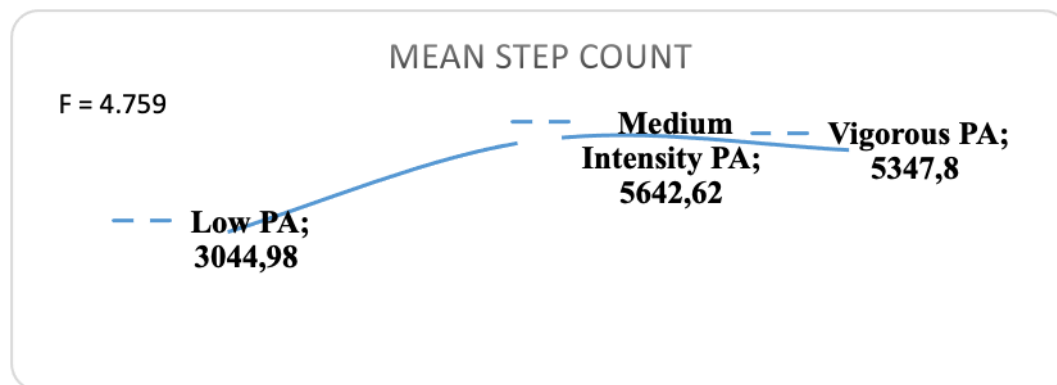 MEAN STEP COUNT
F = 4.759
Low PA;
3044,98
Medium
Intensity PA;
5642,62
Vigorous PA;
5347,8